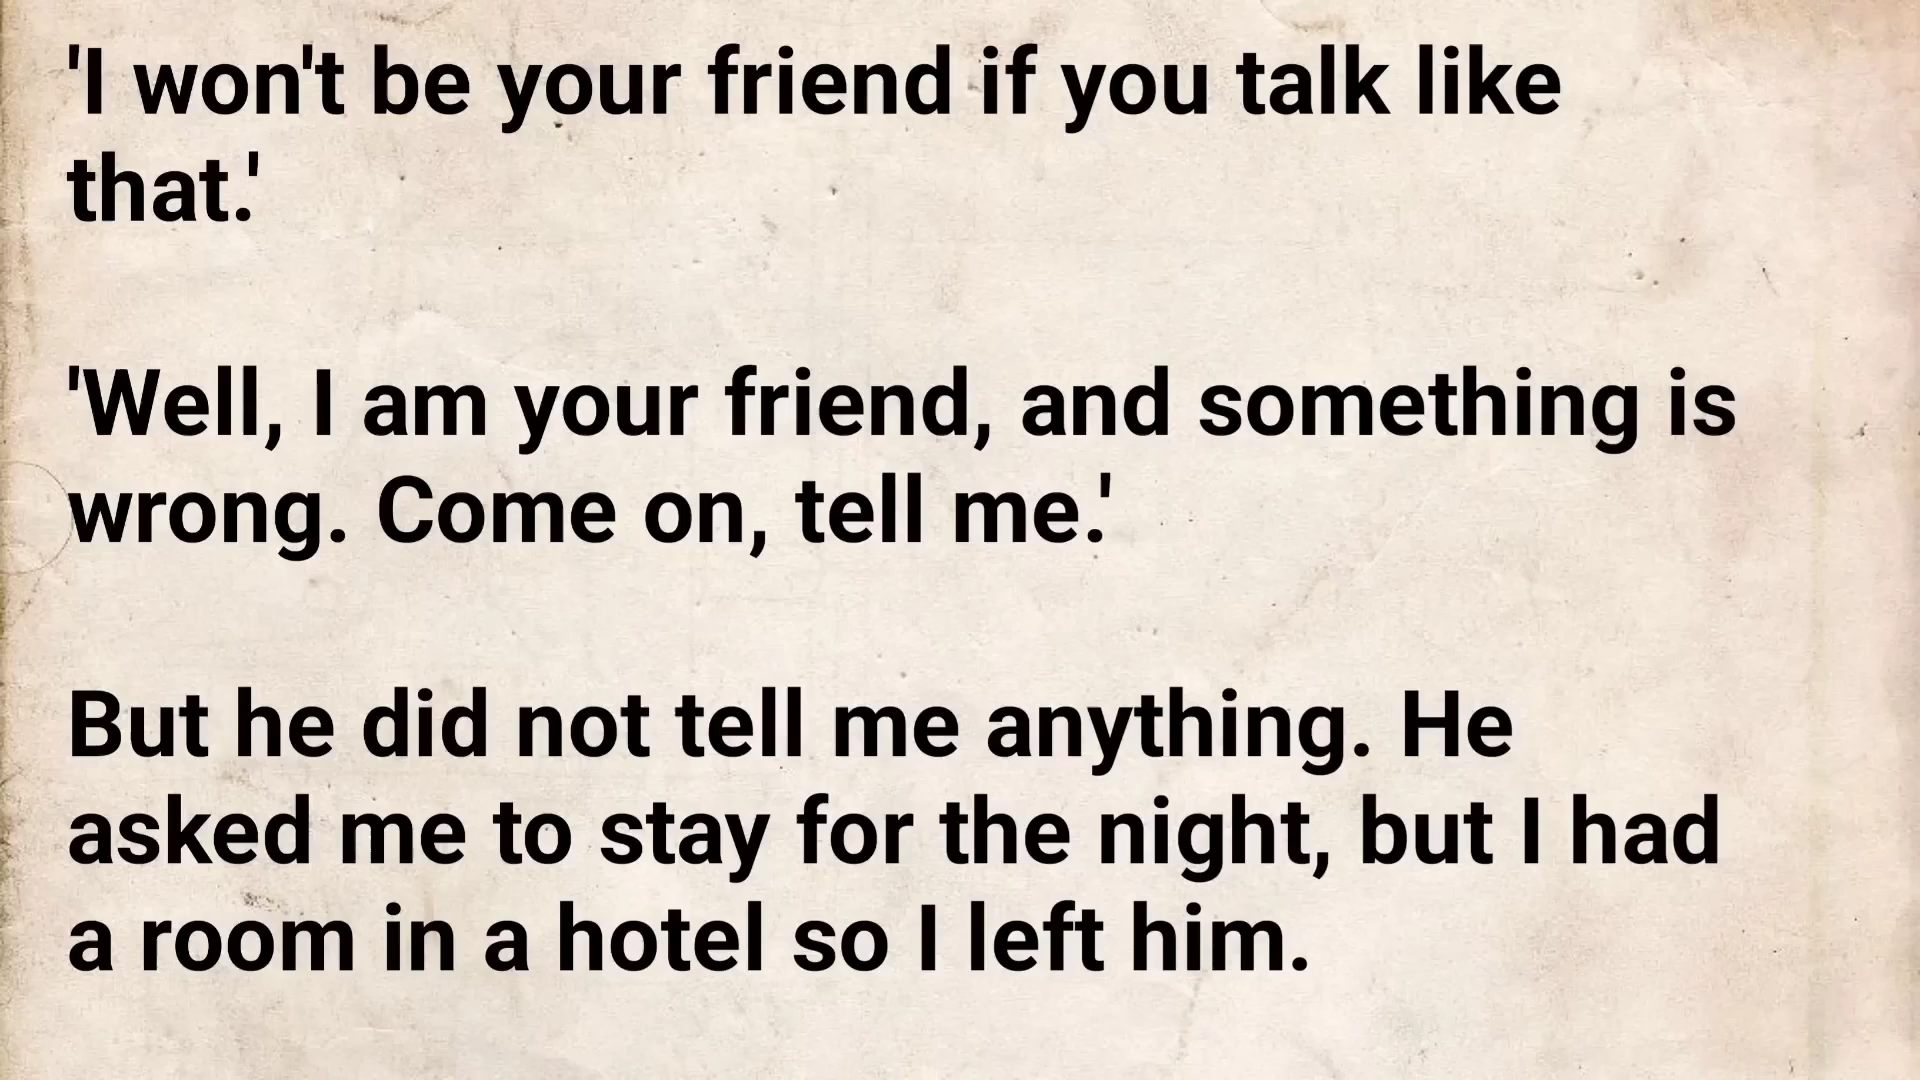 'I won't be your friend if you talk like
that.'
'Well, I am your friend, and something is
wrong. Come on, tell me.'
But he did not tell me anything. He
asked me to stay for the night, but I had
a room in a hotel so I left him.